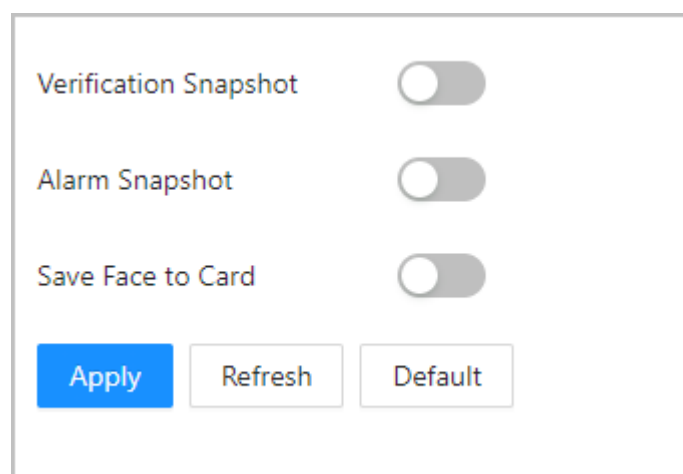 Verification Snapshot
Alarm Snapshot
Save Face to Card
Apply Refresh Default